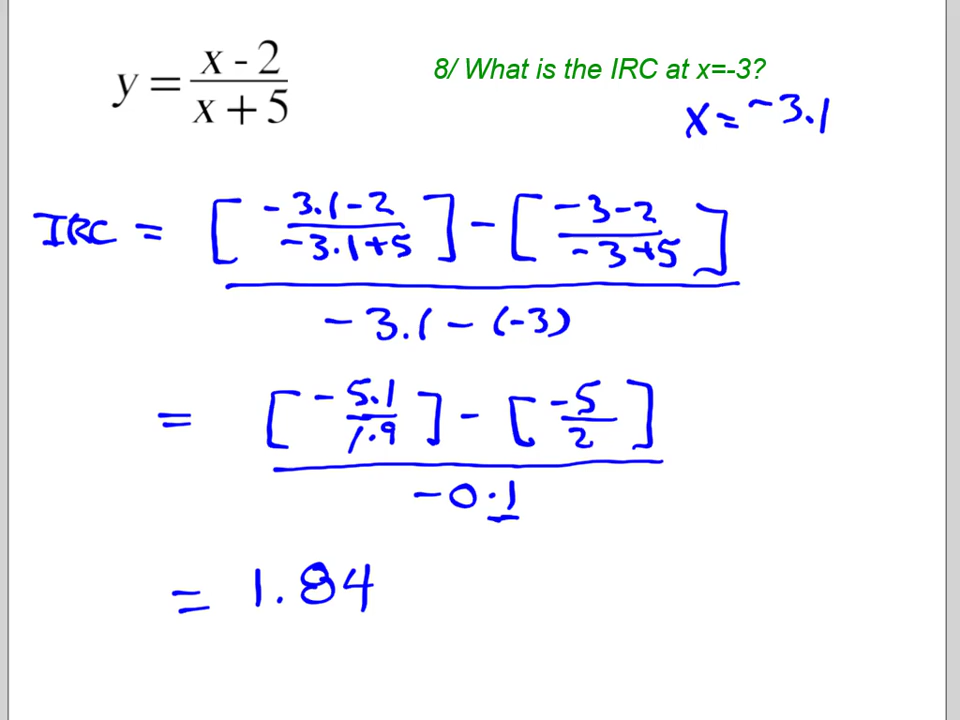 y = (x - 2)/(x + 5)
8/ What is the IRC at x=-3?
x = -3.1
IRC = ([(-3.1-2)/(-3.1+5)] - [(-3-2)/(-3+5)])/(-3.1-(-3))
= ([-5.1/1.9] - [-5/2])/(-0.1)
= 1.84